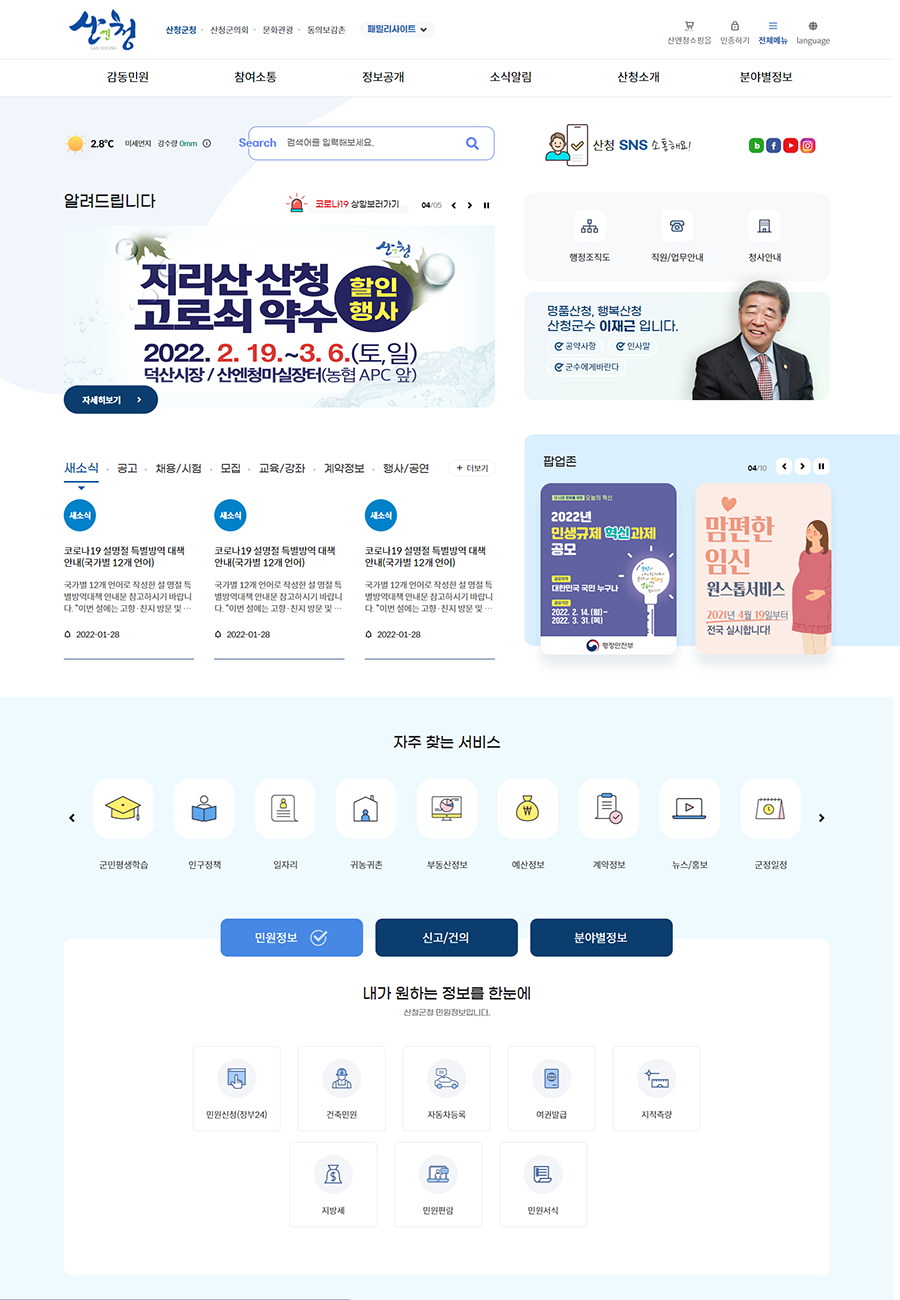 산엔청
SAN CHEONG
산청군청 · 산청군의회 · 문화관광 · 동의보감촌 패밀리사이트
산엔청쇼핑몰 인증하기 전체메뉴 language
감동민원 참여소통 정보공개 소식알림 산청소개 분야별정보
2.8℃ 미세먼지 강수량 0mm
Search 검색어를 입력해보세요.
산청 SNS 소통해요!
알려드립니다
코로나19 상황보러가기
04/05
산엔청
지리산 산청
고로쇠 약수
할인
행사
2022. 2. 19.~3. 6.(토,일)
덕산시장 / 산엔청마실장터(농협 APC 앞)
자세히보기
행정조직도 직원/업무안내 청사안내
명품산청, 행복산청
산청군수 이재근 입니다.
공약사항 인사말
군수에게바란다
새소식 · 공고 · 채용/시험 · 모집 · 교육/강좌 · 계약정보 · 행사/공연
+ 더보기
새소식 새소식 새소식
코로나19 설명절 특별방역 대책 코로나19 설명절 특별방역 대책 코로나19 설명절 특별방역 대책
안내(국가별 12개 언어) 안내(국가별 12개 언어) 안내(국가별 12개 언어)
국가별 12개 언어로 작성한 설 명절 특 국가별 12개 언어로 작성한 설 명절 특 국가별 12개 언어로 작성한 설 명절 특
별방역대책 안내문 참고하시기 바랍니 별방역대책 안내문 참고하시기 바랍니 별방역대책 안내문 참고하시기 바랍니
다. "이번 설에는 고향·친지 방문 및 ··· 다. "이번 설에는 고향·친지 방문 및 ··· 다. "이번 설에는 고향·친지 방문 및 ···
2022-01-28 2022-01-28 2022-01-28
팝업존
04/10
오늘의 혁신
2022년
민생규제 혁신과제
공모
공모자격
대한민국 국민 누구나
공모기간
2022. 2. 14.(월)~
2022. 3. 31.(목)
행정안전부
맘편한
임신
원스톱서비스
2021년 4월 19일부터
전국 실시합니다!
자주 찾는 서비스
군민평생학습 인구정책 일자리 귀농귀촌 부동산정보 예산정보 계약정보 뉴스/홍보 군정일정
민원정보 신고/건의 분야별정보
내가 원하는 정보를 한눈에
산청군청 민원정보입니다.
민원신청(정부24) 건축민원 자동차등록 여권발급 지적측량
지방세 민원편람 민원서식